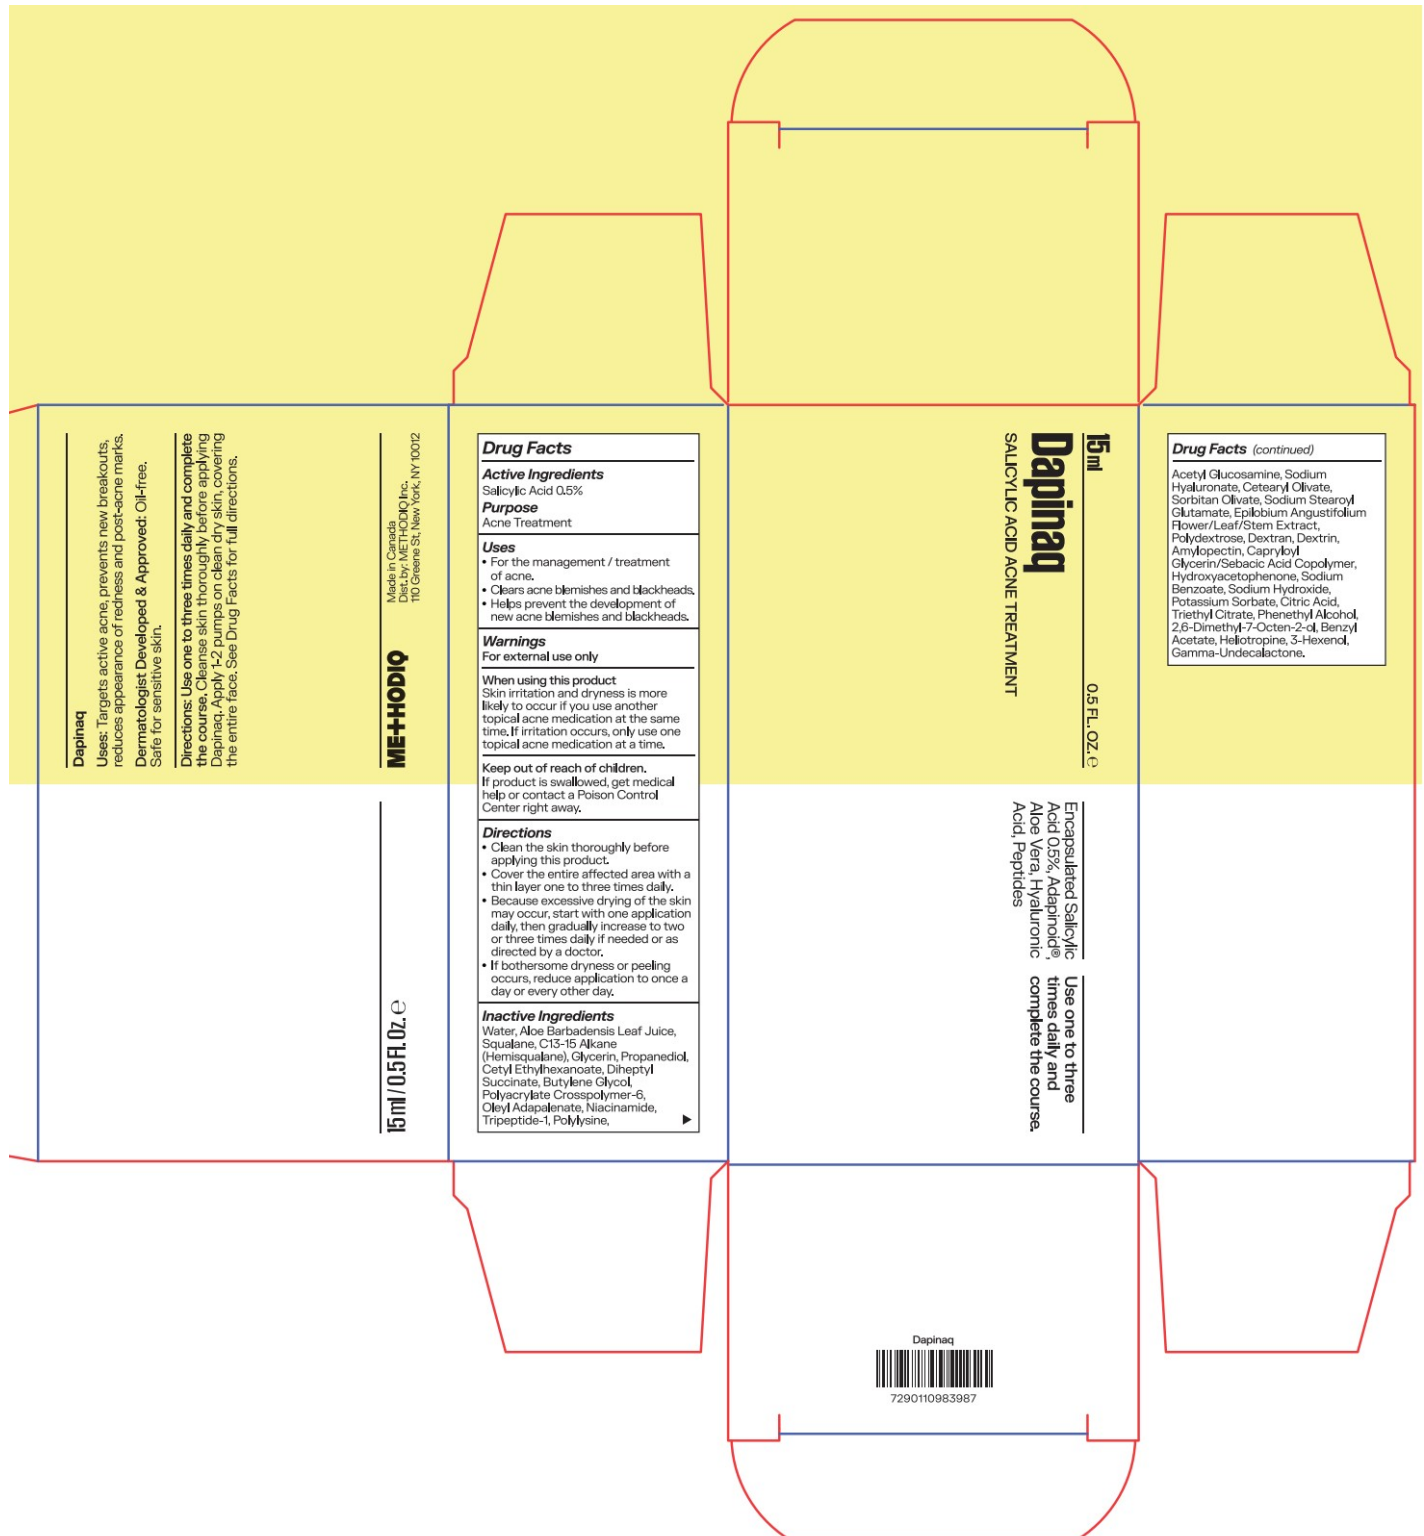 Dapinaq
Uses: Targets active acne, prevents new breakouts,
reduces appearance of redness and post-acne marks.
Dermatologist Developed & Approved: Oil-free.
Safe for sensitive skin.
Directions: Use one to three times daily and complete
the course. Cleanse skin thoroughly before applying
Dapinaq. Apply 1-2 pumps on clean dry skin, covering
the entire face. See Drug Facts for full directions.
ME+HODIQ
Made in Canada
Dist. by: METHODIQ Inc.
110 Greene St, New York, NY 10012
15 ml / 0.5 Fl. Oz. ℮
Drug Facts
Active Ingredients
Salicylic Acid 0.5%
Purpose
Acne Treatment
Uses
• For the management / treatment
of acne.
• Clears acne blemishes and blackheads.
• Helps prevent the development of
new acne blemishes and blackheads.
Warnings
For external use only
When using this product
Skin irritation and dryness is more
likely to occur if you use another
topical acne medication at the same
time. If irritation occurs, only use one
topical acne medication at a time.
Keep out of reach of children.
If product is swallowed, get medical
help or contact a Poison Control
Center right away.
Directions
• Clean the skin thoroughly before
applying this product.
• Cover the entire affected area with a
thin layer one to three times daily.
• Because excessive drying of the skin
may occur, start with one application
daily, then gradually increase to two
or three times daily if needed or as
directed by a doctor.
• If bothersome dryness or peeling
occurs, reduce application to once a
day or every other day.
Inactive Ingredients
Water, Aloe Barbadensis Leaf Juice,
Squalane, C13-15 Alkane
(Hemisqualane), Glycerin, Propanediol,
Cetyl Ethylhexanoate, Diheptyl
Succinate, Butylene Glycol,
Polyacrylate Crosspolymer-6,
Oleyl Adapalenate, Niacinamide,
Tripeptide-1, Polylysine,
15 ml
0.5 FL. OZ. ℮
Dapinaq
SALICYLIC ACID ACNE TREATMENT
Encapsulated Salicylic
Acid 0.5%, Adapinoid®,
Aloe Vera, Hyaluronic
Acid, Peptides
Use one to three
times daily and
complete the course.
Drug Facts (continued)
Acetyl Glucosamine, Sodium
Hyaluronate, Cetearyl Olivate,
Sorbitan Olivate, Sodium Stearoyl
Glutamate, Epilobium Angustifolium
Flower/Leaf/Stem Extract,
Polydextrose, Dextran, Dextrin,
Amylopectin, Capryloyl
Glycerin/Sebacic Acid Copolymer,
Hydroxyacetophenone, Sodium
Benzoate, Sodium Hydroxide,
Potassium Sorbate, Citric Acid,
Triethyl Citrate, Phenethyl Alcohol,
2,6-Dimethyl-7-Octen-2-ol, Benzyl
Acetate, Heliotropine, 3-Hexenol,
Gamma-Undecalactone.
Dapinaq
7290110983987